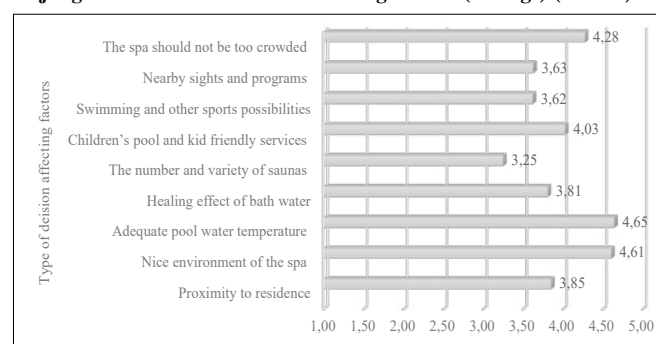 Type of deision affecting factors
The spa should not be too crowded 4,28
Nearby sights and programs 3,63
Swimming and other sports possibilities 3,62
Children's pool and kid friendly services 4,03
The number and variety of saunas 3,25
Healing effect of bath water 3,81
Adequate pool water temperature 4,65
Nice environment of the spa 4,61
Proximity to residence 3,85
1,00 1,50 2,00 2,50 3,00 3,50 4,00 4,50 5,00